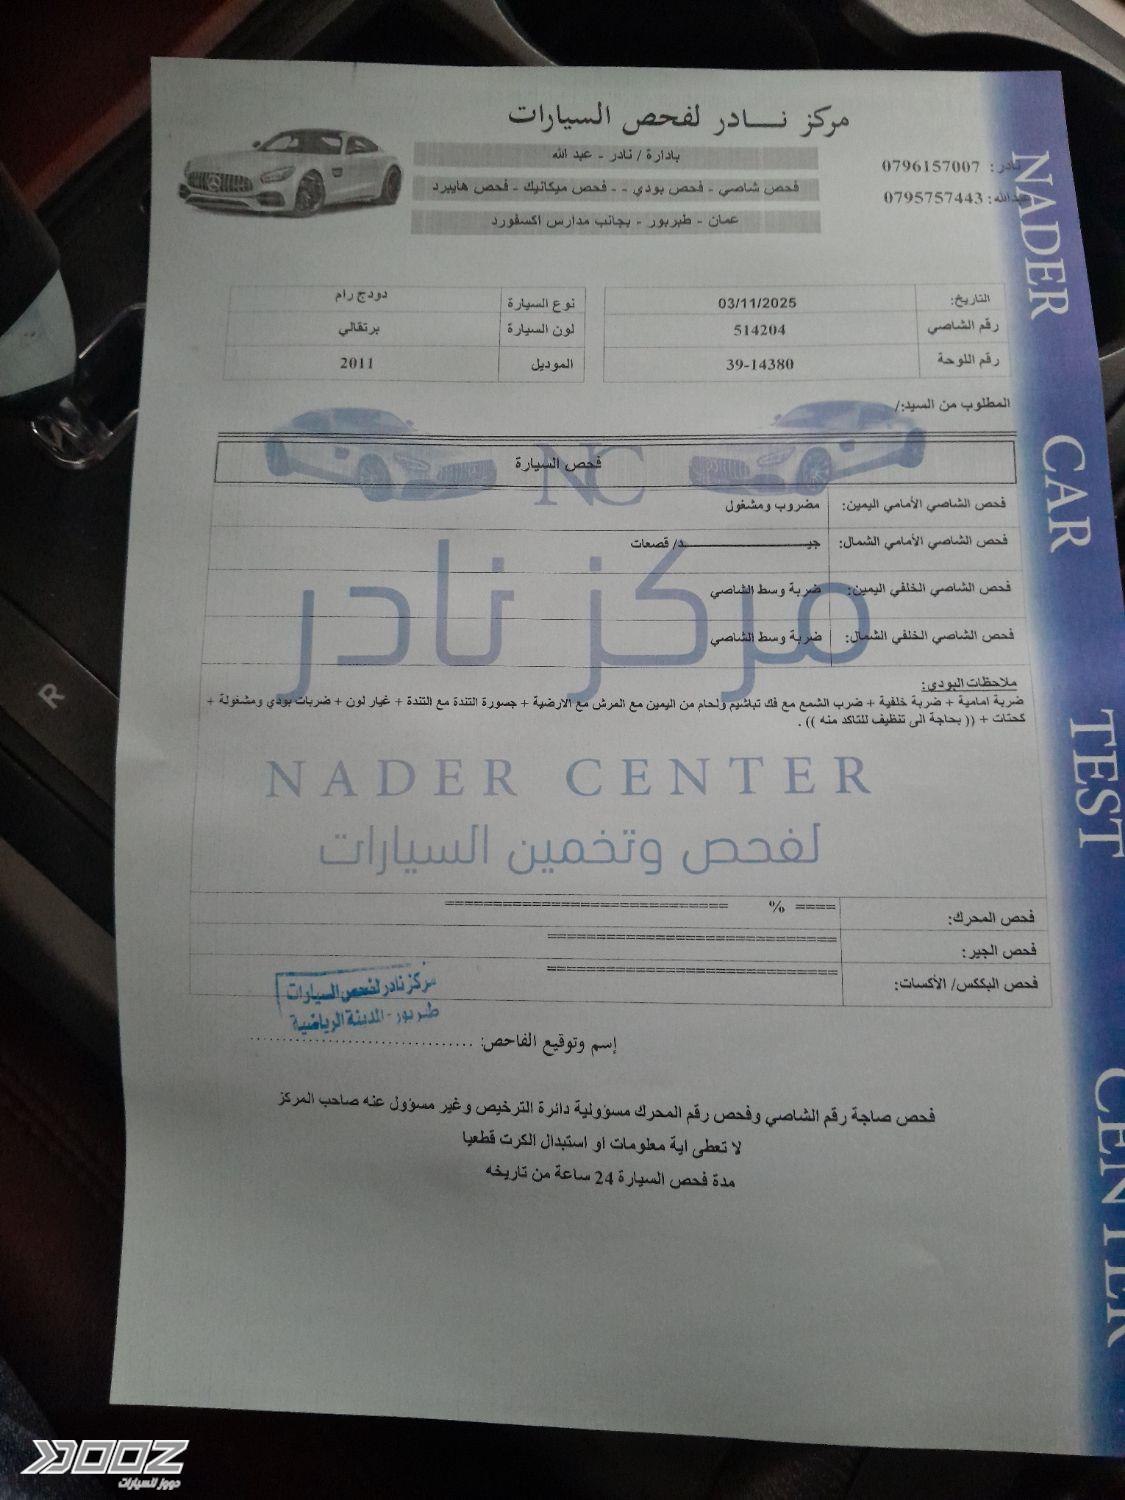 مركز نـــادر لفحص السيارات
بادارة / نادر - عبد الله
فحص شاصي - فحص بودي - - فحص ميكانيك - فحص هايبرد
عمان - طبربور - بجانب مدارس اكسفورد
نادر: 0796157007
عبدالله: 0795757443
NADER CAR TEST CENTER
التاريخ: 03/11/2025
رقم الشاصي 514204
رقم اللوحة 39-14380
نوع السيارة دودج رام
لون السيارة برتقالي
الموديل 2011
المطلوب من السيد:/
NC
فحص السيارة
فحص الشاصي الأمامي اليمين: مضروب ومشغول
فحص الشاصي الأمامي الشمال: جيــــــــــــد/ قصعات
فحص الشاصي الخلفي اليمين: ضربة وسط الشاصي
فحص الشاصي الخلفي الشمال: ضربة وسط الشاصي
مركز نادر
ملاحظات البودي:
ضربة امامية + ضربة خلفية + ضرب الشمع مع فك تباشيم ولحام من اليمين مع المرش مع الارضية + جسورة التندة مع التندة + غيار لون + ضربات بودي ومشغولة +
كحتات + (( بحاجة الى تنظيف للتاكد منه )) .
NADER CENTER
لفحص وتخمين السيارات
فحص المحرك: ==== % =============================
فحص الجير: =============================
فحص البكس/ الأكسات: =============================
مركز نادر لفحص السيارات
طبربور - المدينة الرياضية
إسم وتوقيع الفاحص: ................................
فحص صاجة رقم الشاصي وفحص رقم المحرك مسؤولية دائرة الترخيص وغير مسؤول عنه صاحب المركز
لا تعطى اية معلومات او استبدال الكرت قطعيا
مدة فحص السيارة 24 ساعة من تاريخه
R
DOOZ
دووز للسيارات